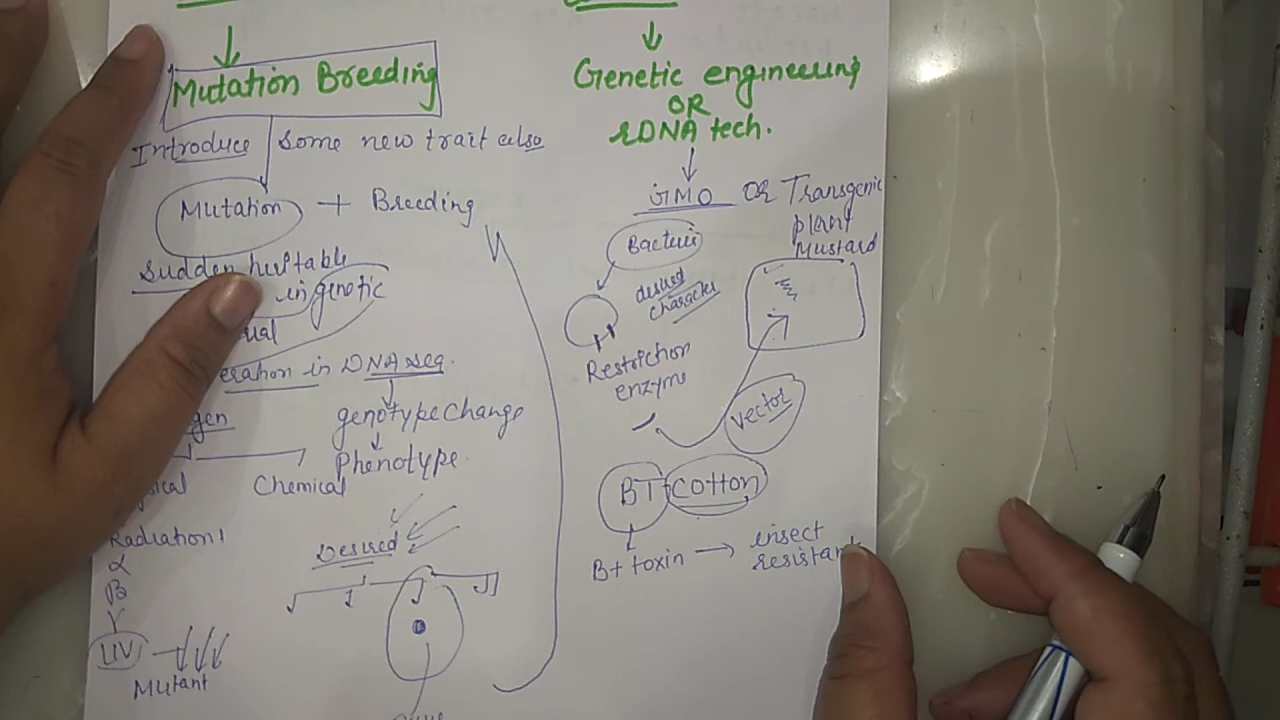 Mutation Breeding
Introduce some new trait also
Mutation + Breeding
Sudden heritable
in genetic
ual
eration in DNA seq.
gen
genotype change
Phenotype.
Chemical
Radiation
α
β
γ
UV
Mutant
Desired
Genetic engineering
OR
rDNA tech.
GMO OR Transgenic
plant
Mustard
Bacteria
desired
character
Restriction
enzyme
vector
BT cotton
Bt toxin → insect
resistant